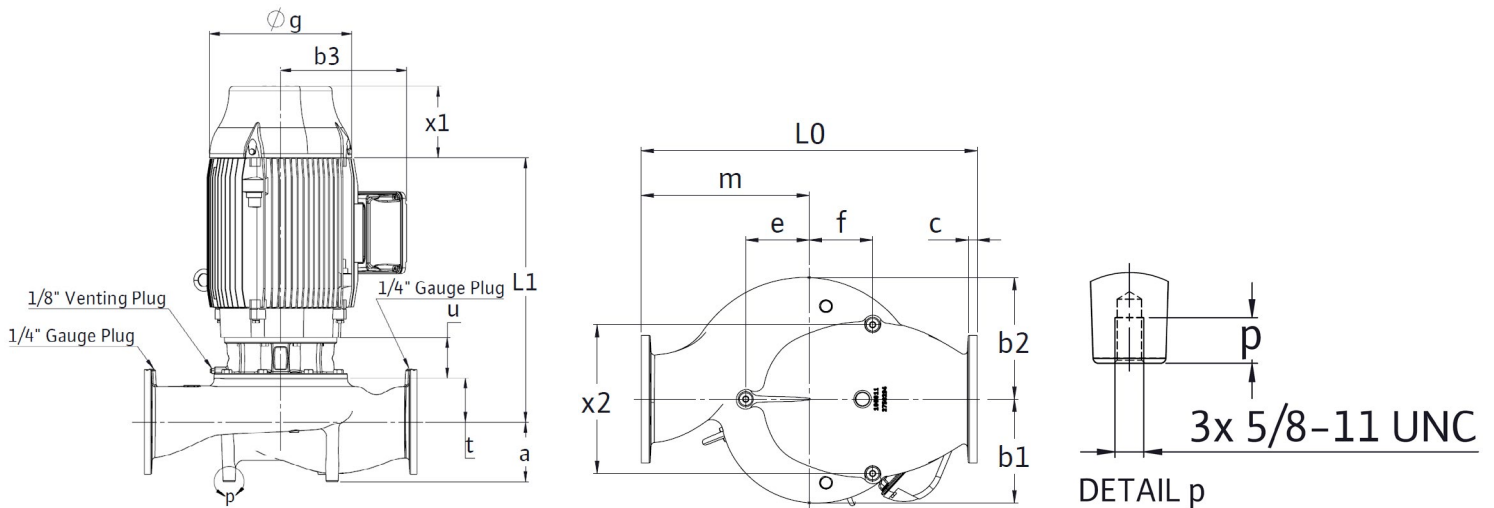 ⌀ g
b3
x1
L1
1/8" Venting Plug
1/4" Gauge Plug
u
1/4" Gauge Plug
t
a
p
L0
m
e
f
c
b2
x2
b1
p
3x 5/8-11 UNC
DETAIL p